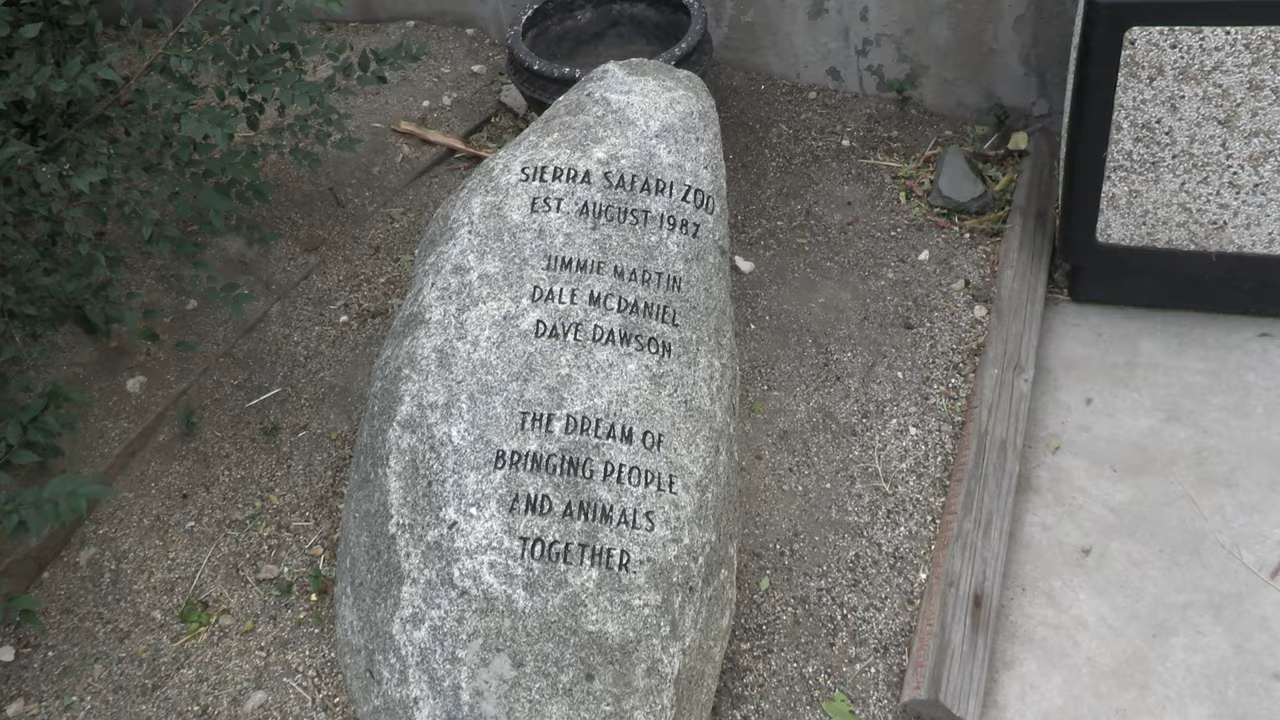 SIERRA SAFARI ZOO
EST. AUGUST 1987
JIMMIE MARTIN
DALE MCDANIEL
DAVE DAWSON
THE DREAM OF
BRINGING PEOPLE
AND ANIMALS
TOGETHER.